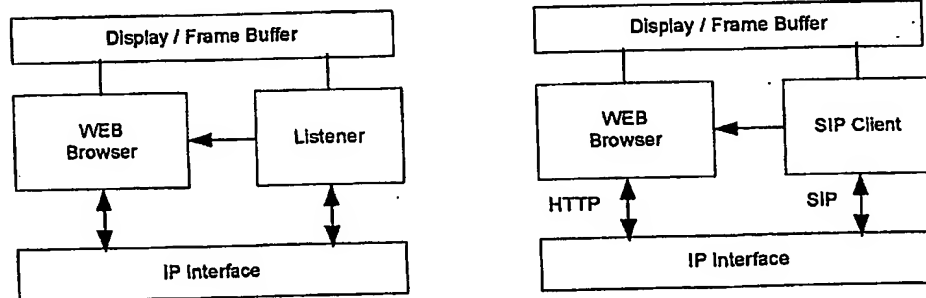 Display / Frame Buffer
WEB
Browser
Listener
IP Interface
Display / Frame Buffer
WEB
Browser
SIP Client
HTTP
SIP
IP Interface